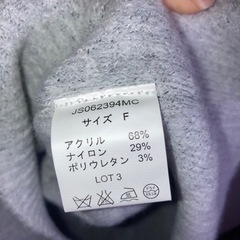 JS062394MC
サイズ F
アクリル 68%
ナイロン 29%
ポリウレタン 3%
LOT 3